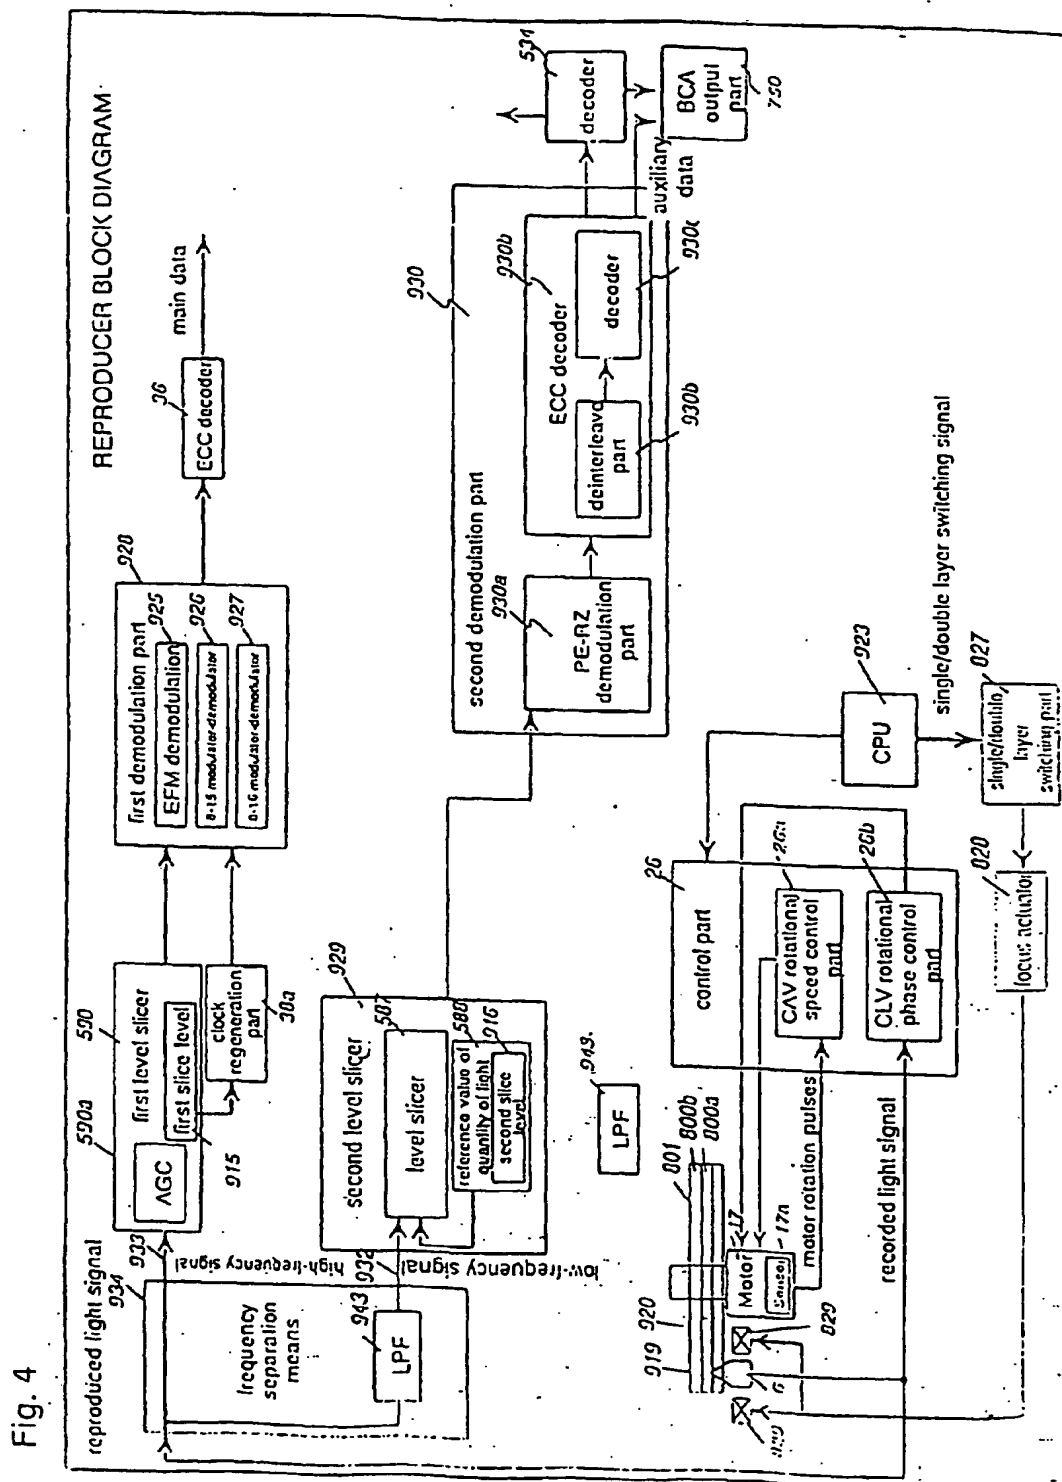 Fig. 4
REPRODUCER BLOCK DIAGRAM
reproduced light signal
934
frequency
separation
means
943
LPF
933
high-frequency signal
932
low-frequency signal
590a
590
first level slicer
AGC
first slice level
915
clock
regeneration
part
30a
928
first demodulation part
EFM demodulation
925
8-15 modulator-demodulator
926
8-16 modulator-demodulator
927
36
ECC decoder
main data
929
second level slicer
587
level slicer
588
reference value of
quantity of light
916
second slice
level
943
LPF
930
second demodulation part
930a
PE-RZ
demodulation
part
930b
ECC decoder
deinterleave
part
930b
decoder
930c
534
decoder
auxiliary
data
BCA
output
part
750
919
920
801
800b
800a
17
Motor
Sensor
17a
829
6
motor rotation pulses
recorded light signal
26
control part
26a
CAV rotational
speed control
part
26b
CLV rotational
phase control
part
923
CPU
single/double layer switching signal
827
single/double
layer
switching part
focus actuator